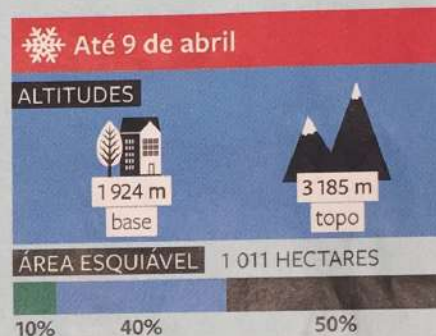 Até 9 de abril
ALTITUDES
1 924 m
base
3 185 m
topo
ÁREA ESQUIÁVEL 1 011 HECTARES
10% 40% 50%